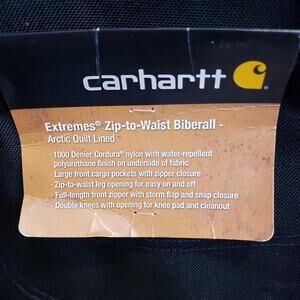 carhartt
Extremes® Zip-to-Waist Biberall -
Arctic Quilt Lined
· 1000 Denier Cordura® nylon with water-repellent
polyurethane finish on underside of fabric
· Large front cargo pockets with zipper closure
· Zip-to-waist leg opening for easy on and off
· Full-length front zipper with storm flap and snap closure
· Double knees with opening for knee pad and cleanout